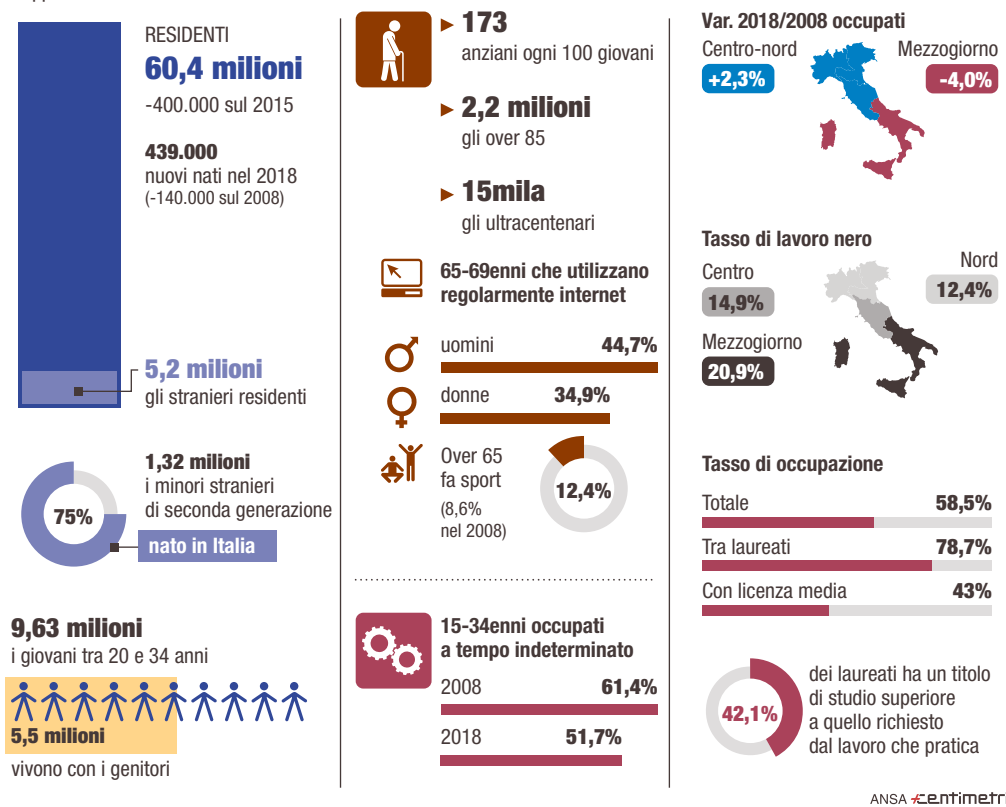 RESIDENTI
60,4 milioni
-400.000 sul 2015
439.000
nuovi nati nel 2018
(-140.000 sul 2008)
5,2 milioni
gli stranieri residenti
75%
1,32 milioni
i minori stranieri
di seconda generazione
nato in Italia
9,63 milioni
i giovani tra 20 e 34 anni
5,5 milioni
vivono con i genitori
173
anziani ogni 100 giovani
2,2 milioni
gli over 85
15mila
gli ultracentenari
65-69enni che utilizzano
regolarmente internet
uomini 44,7%
donne 34,9%
Over 65
fa sport
(8,6%
nel 2008)
12,4%
15-34enni occupati
a tempo indeterminato
2008 61,4%
2018 51,7%
Var. 2018/2008 occupati
Centro-nord
+2,3%
Mezzogiorno
-4,0%
Tasso di lavoro nero
Centro
14,9%
Nord
12,4%
Mezzogiorno
20,9%
Tasso di occupazione
Totale 58,5%
Tra laureati 78,7%
Con licenza media 43%
42,1%
dei laureati ha un titolo
di studio superiore
a quello richiesto
dal lavoro che pratica
ANSA centimetri